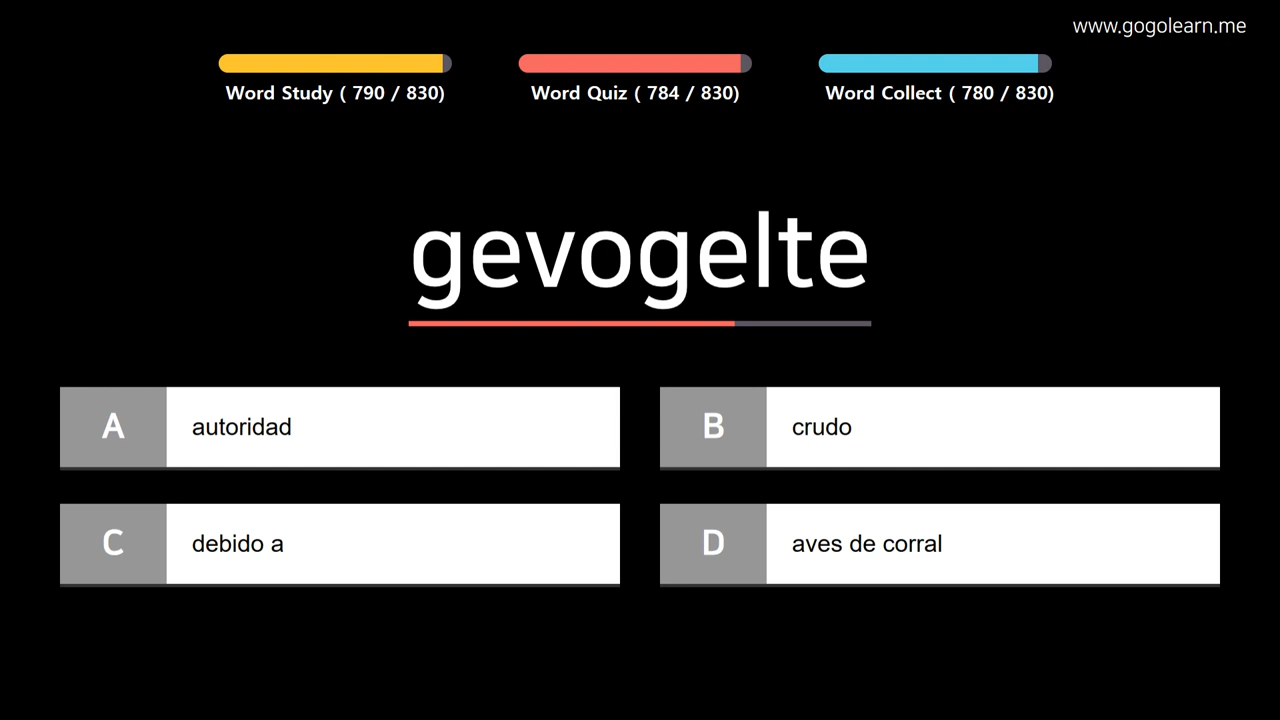 www.gogolearn.me
Word Study ( 790 / 830)
Word Quiz ( 784 / 830)
Word Collect ( 780 / 830)
gevogelte
A autoridad
B crudo
C debido a
D aves de corral